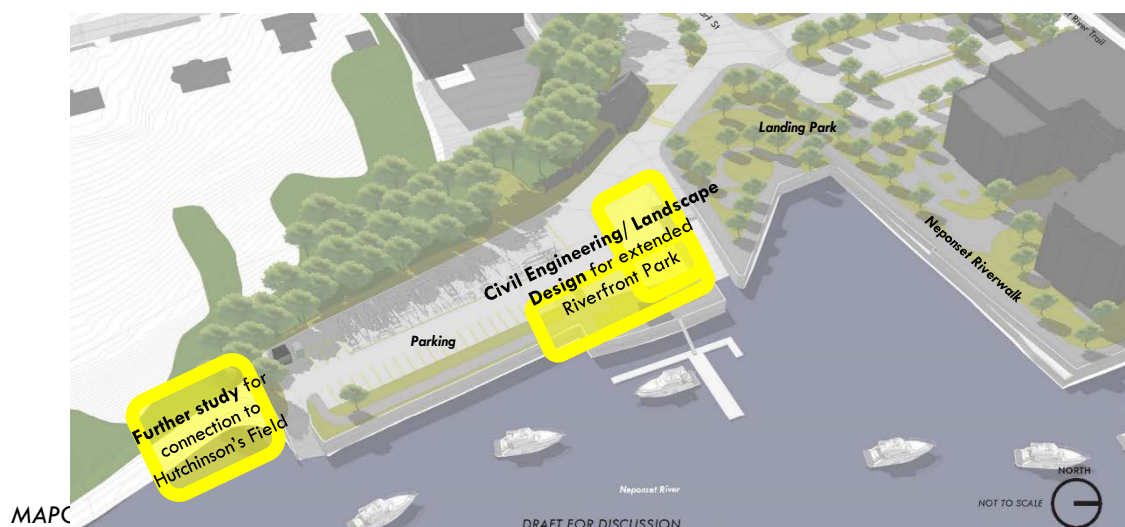 Landing Park
Civil Engineering/ Landscape
Design for extended
Riverfront Park
Neponset Riverwalk
Parking
Further study for
connection to
Hutchinson's Field
Neponset River
NORTH
NOT TO SCALE
DRAFT FOR DISCUSSION
River Trail
St